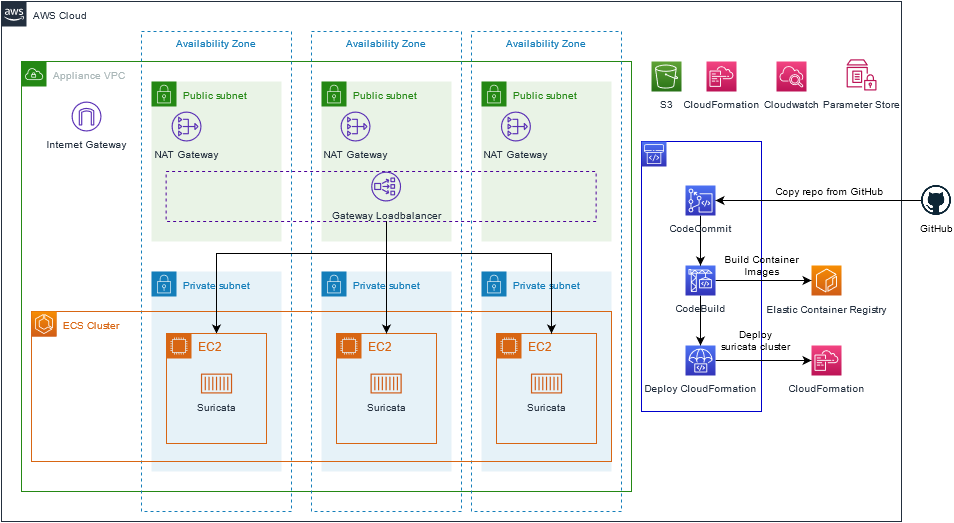 aws
AWS Cloud
Availability Zone
Availability Zone
Availability Zone
Appliance VPC
Public subnet
Public subnet
Public subnet
S3
CloudFormation
Cloudwatch
Parameter Store
Internet Gateway
NAT Gateway
NAT Gateway
NAT Gateway
Gateway Loadbalancer
Copy repo from GitHub
GitHub
CodeCommit
Build Container
Images
CodeBuild
Elastic Container Registry
Private subnet
Private subnet
Private subnet
ECS Cluster
EC2
EC2
EC2
Suricata
Suricata
Suricata
Deploy
suricata cluster
Deploy CloudFormation
CloudFormation